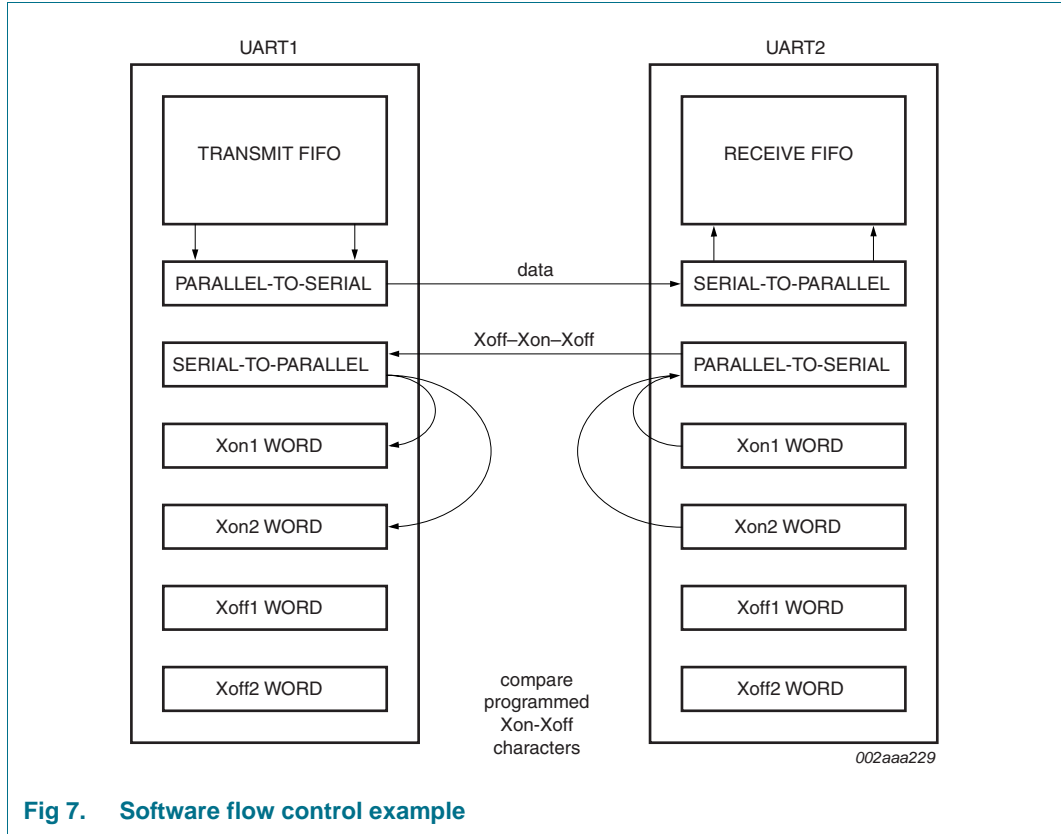 UART1
UART2
TRANSMIT FIFO
RECEIVE FIFO
PARALLEL-TO-SERIAL
data
SERIAL-TO-PARALLEL
Xoff–Xon–Xoff
SERIAL-TO-PARALLEL
PARALLEL-TO-SERIAL
Xon1 WORD
Xon1 WORD
Xon2 WORD
Xon2 WORD
Xoff1 WORD
Xoff1 WORD
Xoff2 WORD
compare
programmed
Xon-Xoff
characters
Xoff2 WORD
002aaa229
Fig 7. Software flow control example